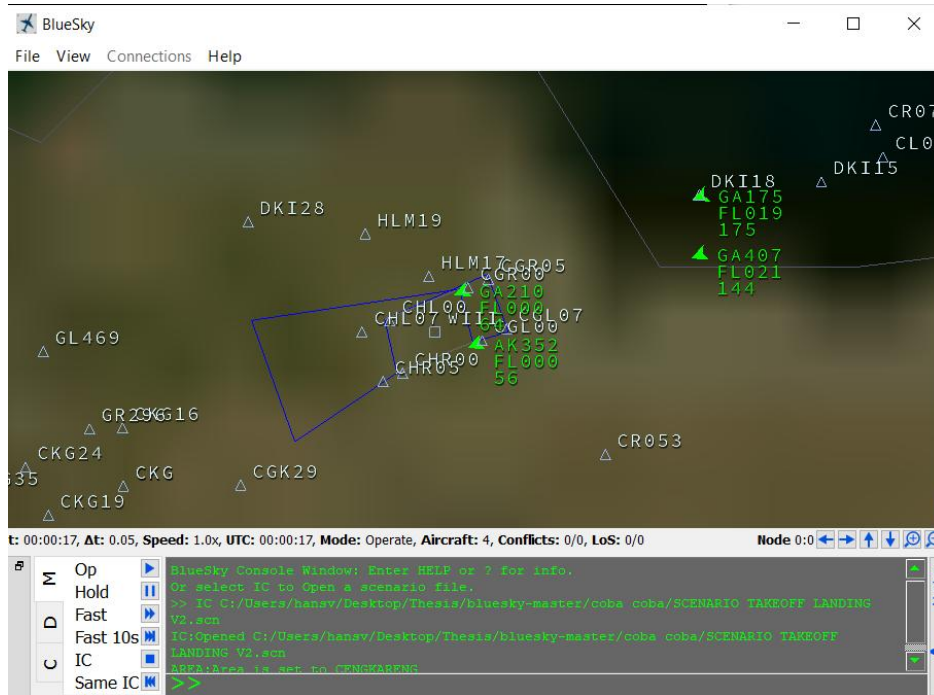 BlueSky
File View Connections Help
CR07
CL0
DKI15
DKI18
GA175
FL019
175
GA407
FL021
144
DKI28
HLM19
HLM17
CGR05
CGR00
GA210
FL000
CHL00
CHL07
WIII
CGL07
CGL00
AK352
FL000
56
CHR00
CHR05
GL469
GR296
CKG16
CKG24
G35
CKG
CKG19
CGK29
CR053
t: 00:00:17, Δt: 0.05, Speed: 1.0x, UTC: 00:00:17, Mode: Operate, Aircraft: 4, Conflicts: 0/0, LoS: 0/0 Node 0:0
M
D
C
Op
Hold
Fast
Fast 10s
IC
Same IC
BlueSky Console Window: Enter HELP or ? for info.
Or select IC to Open a scenario file.
>> IC C:/Users/hansv/Desktop/Thesis/bluesky-master/coba coba/SCENARIO TAKEOFF LANDING
V2.scn
IC:Opened C:/Users/hansv/Desktop/Thesis/bluesky-master/coba coba/SCENARIO TAKEOFF
LANDING V2.scn
AREA:Area is set to CENGKARENG
>>